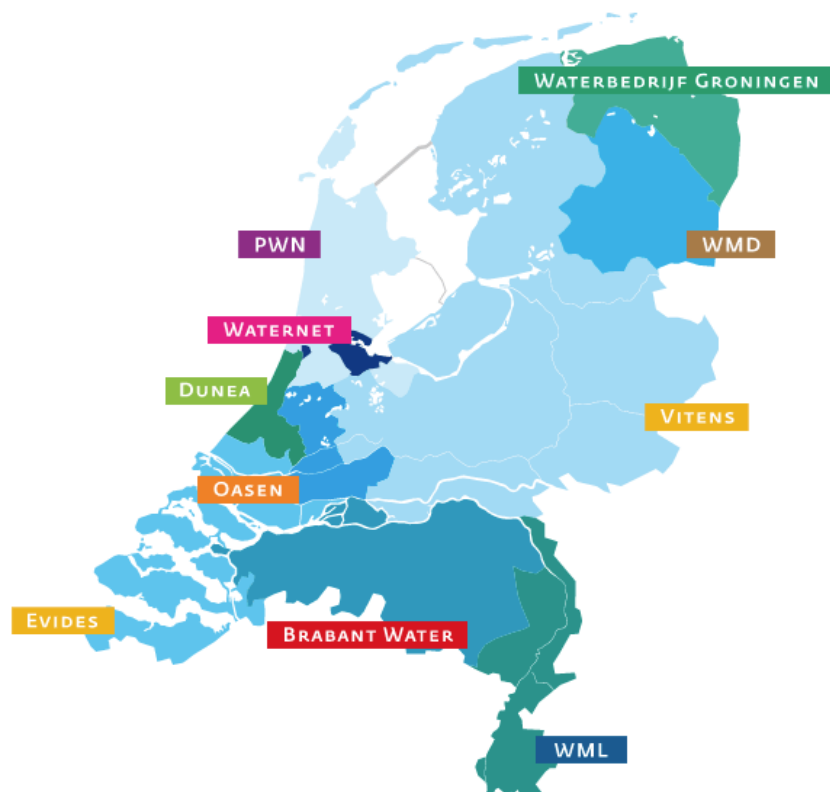 WATERBEDRIJF GRONINGEN
PWN
WMD
WATERNET
DUNEA
VITENS
OASEN
EVIDES
BRABANT WATER
WML